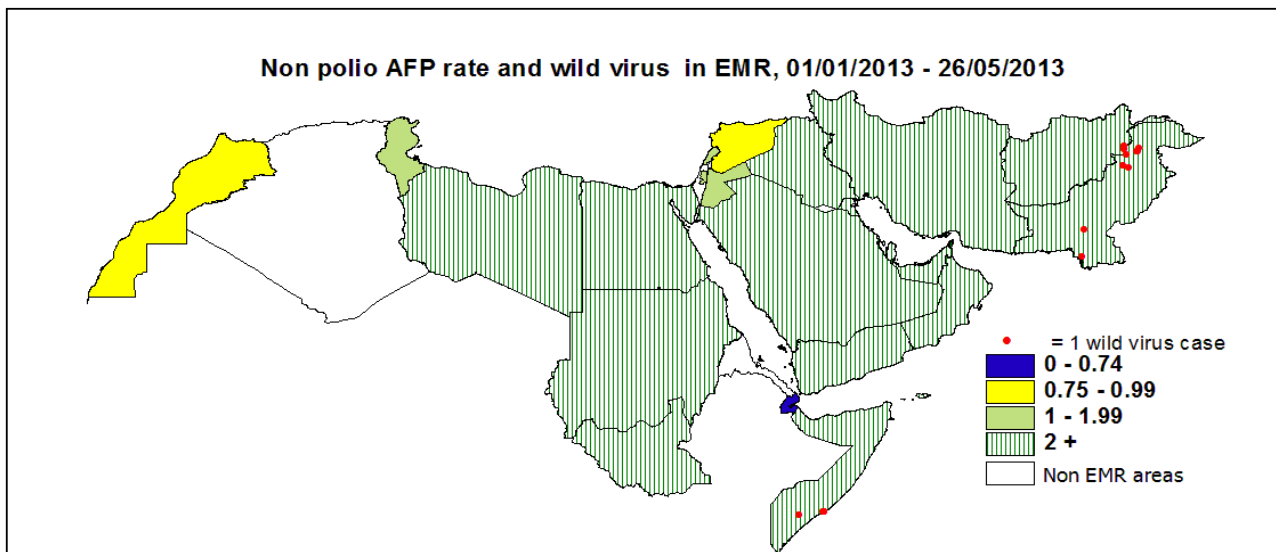 Non polio AFP rate and wild virus in EMR, 01/01/2013 - 26/05/2013
= 1 wild virus case
0 - 0.74
0.75 - 0.99
1 - 1.99
2 +
Non EMR areas